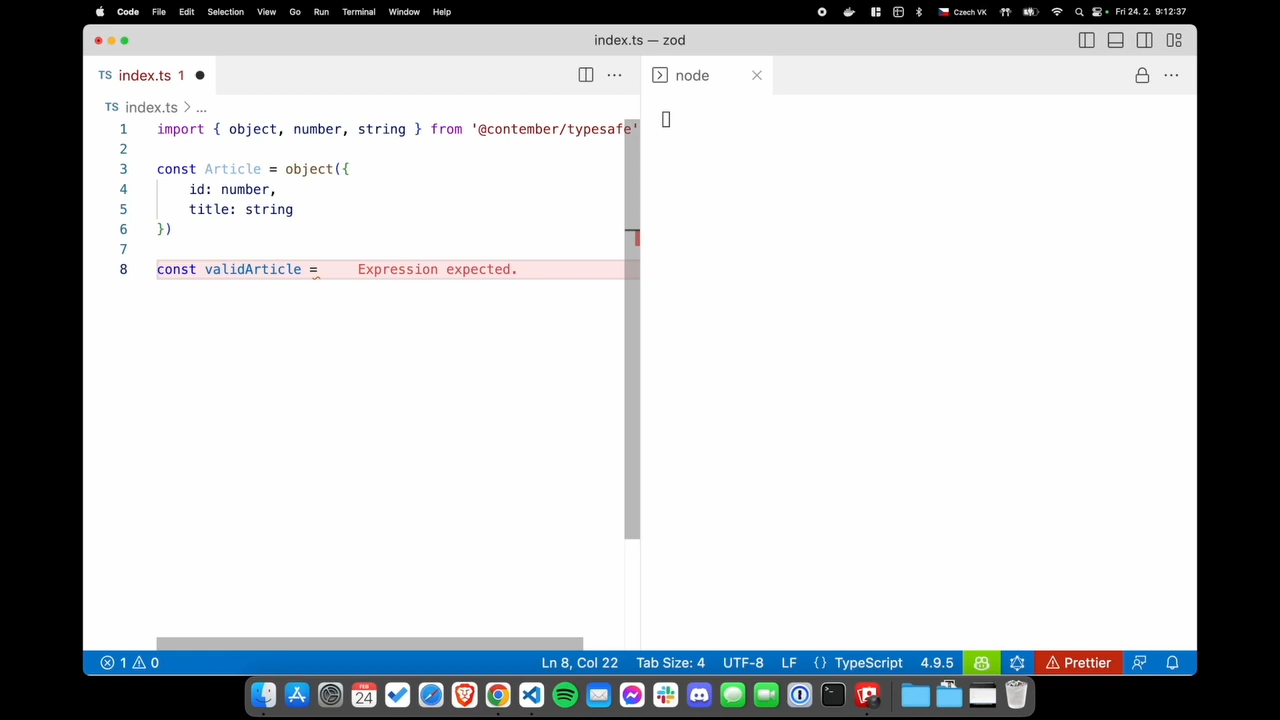 Code File Edit Selection View Go Run Terminal Window Help Czech VK Fri 24. 2. 9:12:37
index.ts — zod
TS index.ts 1
node
TS index.ts > ...
1 import { object, number, string } from '@contember/typesafe'
2
3 const Article = object({
4 id: number,
5 title: string
6 })
7
8 const validArticle = Expression expected.
1 0 Ln 8, Col 22 Tab Size: 4 UTF-8 LF {} TypeScript 4.9.5 Prettier
FEB
24